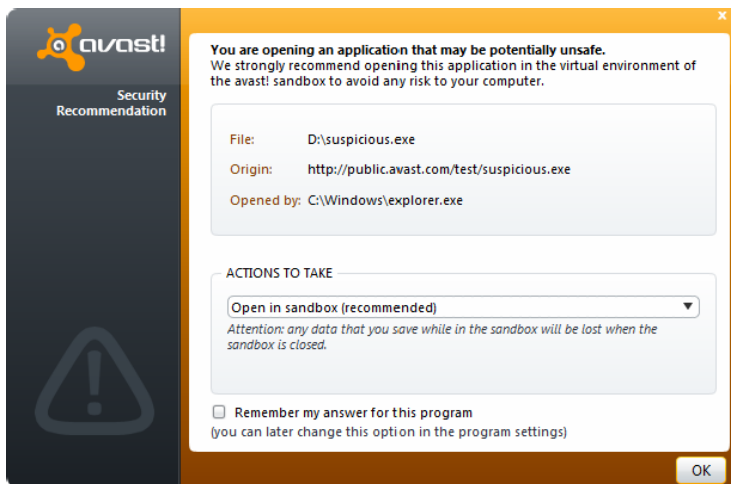 avast!
Security
Recommendation
x
You are opening an application that may be potentially unsafe.
We strongly recommend opening this application in the virtual environment of
the avast! sandbox to avoid any risk to your computer.
File: D:\suspicious.exe
Origin: http://public.avast.com/test/suspicious.exe
Opened by: C:\Windows\explorer.exe
ACTIONS TO TAKE
Open in sandbox (recommended)
Attention: any data that you save while in the sandbox will be lost when the
sandbox is closed.
Remember my answer for this program
(you can later change this option in the program settings)
OK